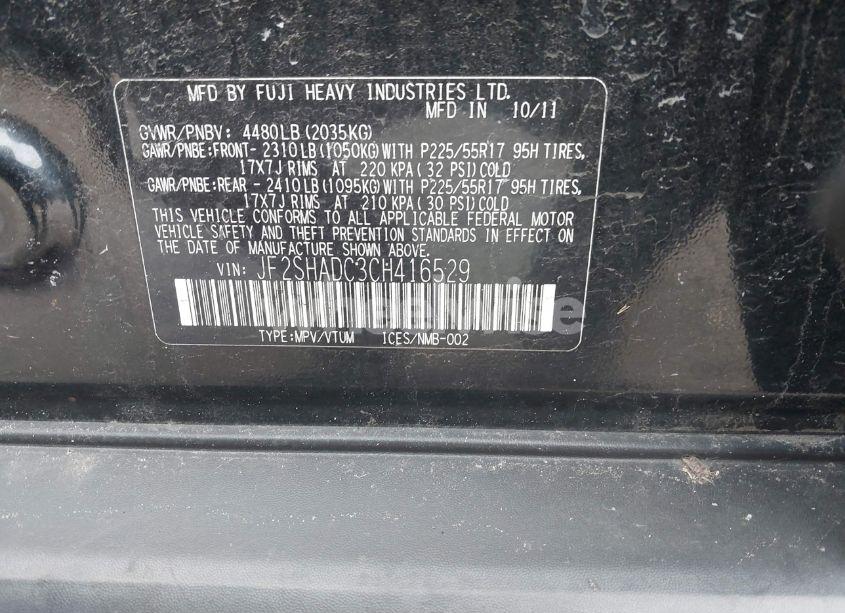 MFD BY FUJI HEAVY INDUSTRIES LTD.
MFD IN 10/11
GVWR/PNBV: 4480LB (2035KG)
GAWR/PNBE:FRONT- 2310 LB (1050KG) WITH P225/55R17 95H TIRES,
17X7J RIMS AT 220 KPA (32 PSI) COLD
GAWR/PNBE:REAR - 2410 LB (1095KG) WITH P225/55R17 95H TIRES,
17X7J RIMS AT 210 KPA (30 PSI) COLD
THIS VEHICLE CONFORMS TO ALL APPLICABLE FEDERAL MOTOR
VEHICLE SAFETY AND THEFT PREVENTION STANDARDS IN EFFECT ON
THE DATE OF MANUFACTURE SHOWN ABOVE.
VIN: JF2SHADC3CH416529
TYPE:MPV/VTUM ICES/NMB-002